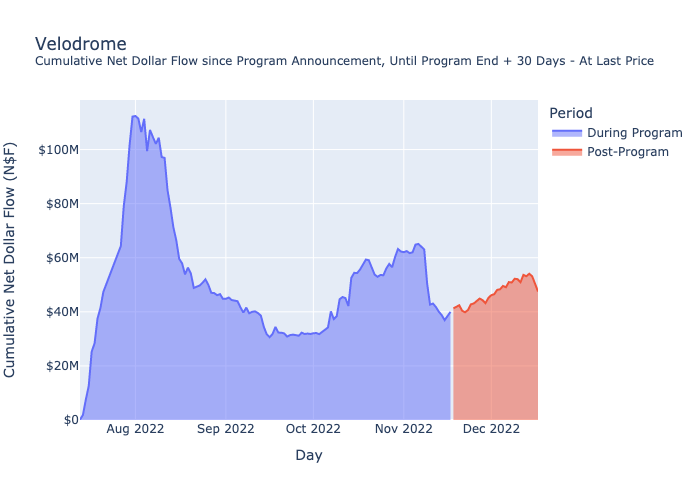 Velodrome
Cumulative Net Dollar Flow since Program Announcement, Until Program End + 30 Days - At Last Price
Period
During Program
Post-Program
Cumulative Net Dollar Flow (N$F)
$100M
$80M
$60M
$40M
$20M
$0
Aug 2022
Sep 2022
Oct 2022
Nov 2022
Dec 2022
Day